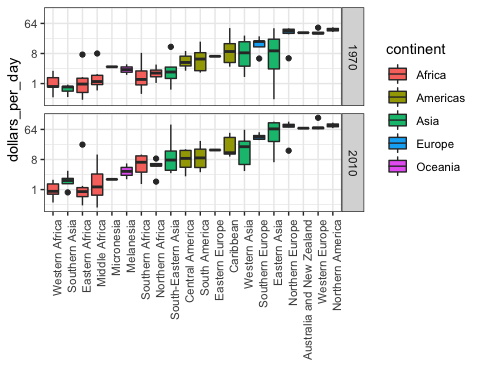 dollars_per_day
64
8
1
1970
64
8
1
2010
Western Africa
Southern Asia
Eastern Africa
Middle Africa
Micronesia
Melanesia
Southern Africa
Northern Africa
South-Eastern Asia
Central America
South America
Eastern Europe
Caribbean
Western Asia
Southern Europe
Eastern Asia
Northern Europe
Australia and New Zealand
Western Europe
Northern America
continent
Africa
Americas
Asia
Europe
Oceania